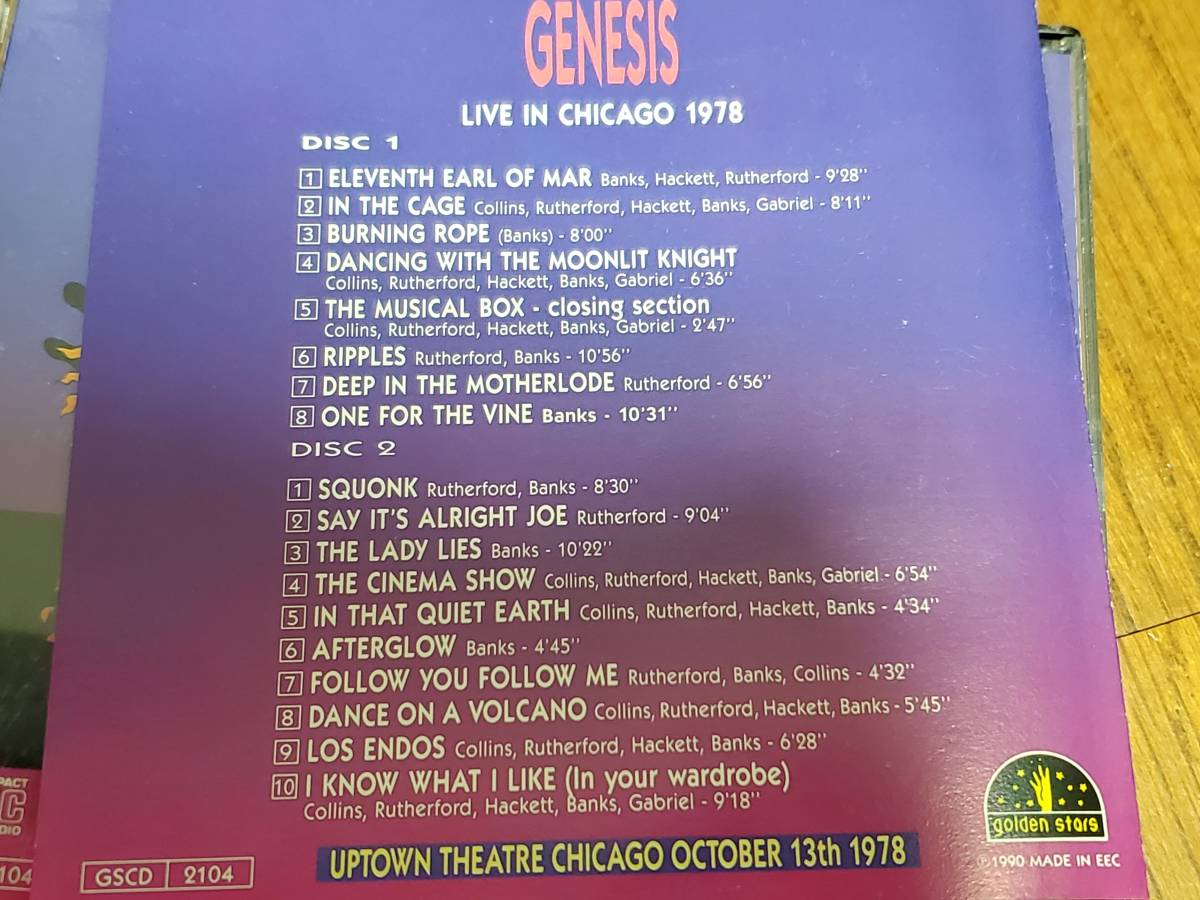 GENESIS
LIVE IN CHICAGO 1978
DISC 1
1 ELEVENTH EARL OF MAR Banks, Hackett, Rutherford - 9'28''
2 IN THE CAGE Collins, Rutherford, Hackett, Banks, Gabriel - 8'11''
3 BURNING ROPE (Banks) - 8'00''
4 DANCING WITH THE MOONLIT KNIGHT
Collins, Rutherford, Hackett, Banks, Gabriel - 6'36''
5 THE MUSICAL BOX - closing section
Collins, Rutherford, Hackett, Banks, Gabriel - 2'47''
6 RIPPLES Rutherford, Banks - 10'56''
7 DEEP IN THE MOTHERLODE Rutherford - 6'56''
8 ONE FOR THE VINE Banks - 10'31''
DISC 2
1 SQUONK Rutherford, Banks - 8'30''
2 SAY IT'S ALRIGHT JOE Rutherford - 9'04''
3 THE LADY LIES Banks - 10'22''
4 THE CINEMA SHOW Collins, Rutherford, Hackett, Banks, Gabriel - 6'54''
5 IN THAT QUIET EARTH Collins, Rutherford, Hackett, Banks - 4'34''
6 AFTERGLOW Banks - 4'45''
7 FOLLOW YOU FOLLOW ME Rutherford, Banks, Collins - 4'32''
8 DANCE ON A VOLCANO Collins, Rutherford, Hackett, Banks - 5'45''
9 LOS ENDOS Collins, Rutherford, Hackett, Banks - 6'28''
10 I KNOW WHAT I LIKE (In your wardrobe)
Collins, Rutherford, Hackett, Banks, Gabriel - 9'18''
UPTOWN THEATRE CHICAGO OCTOBER 13th 1978
GSCD 2104
golden stars
℗1990 MADE IN EEC
PACT
DIO
104